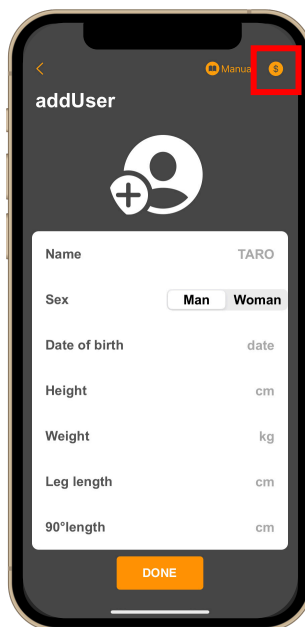 Manua $
addUser
Name TARO
Sex Man Woman
Date of birth date
Height cm
Weight kg
Leg length cm
90°length cm
DONE